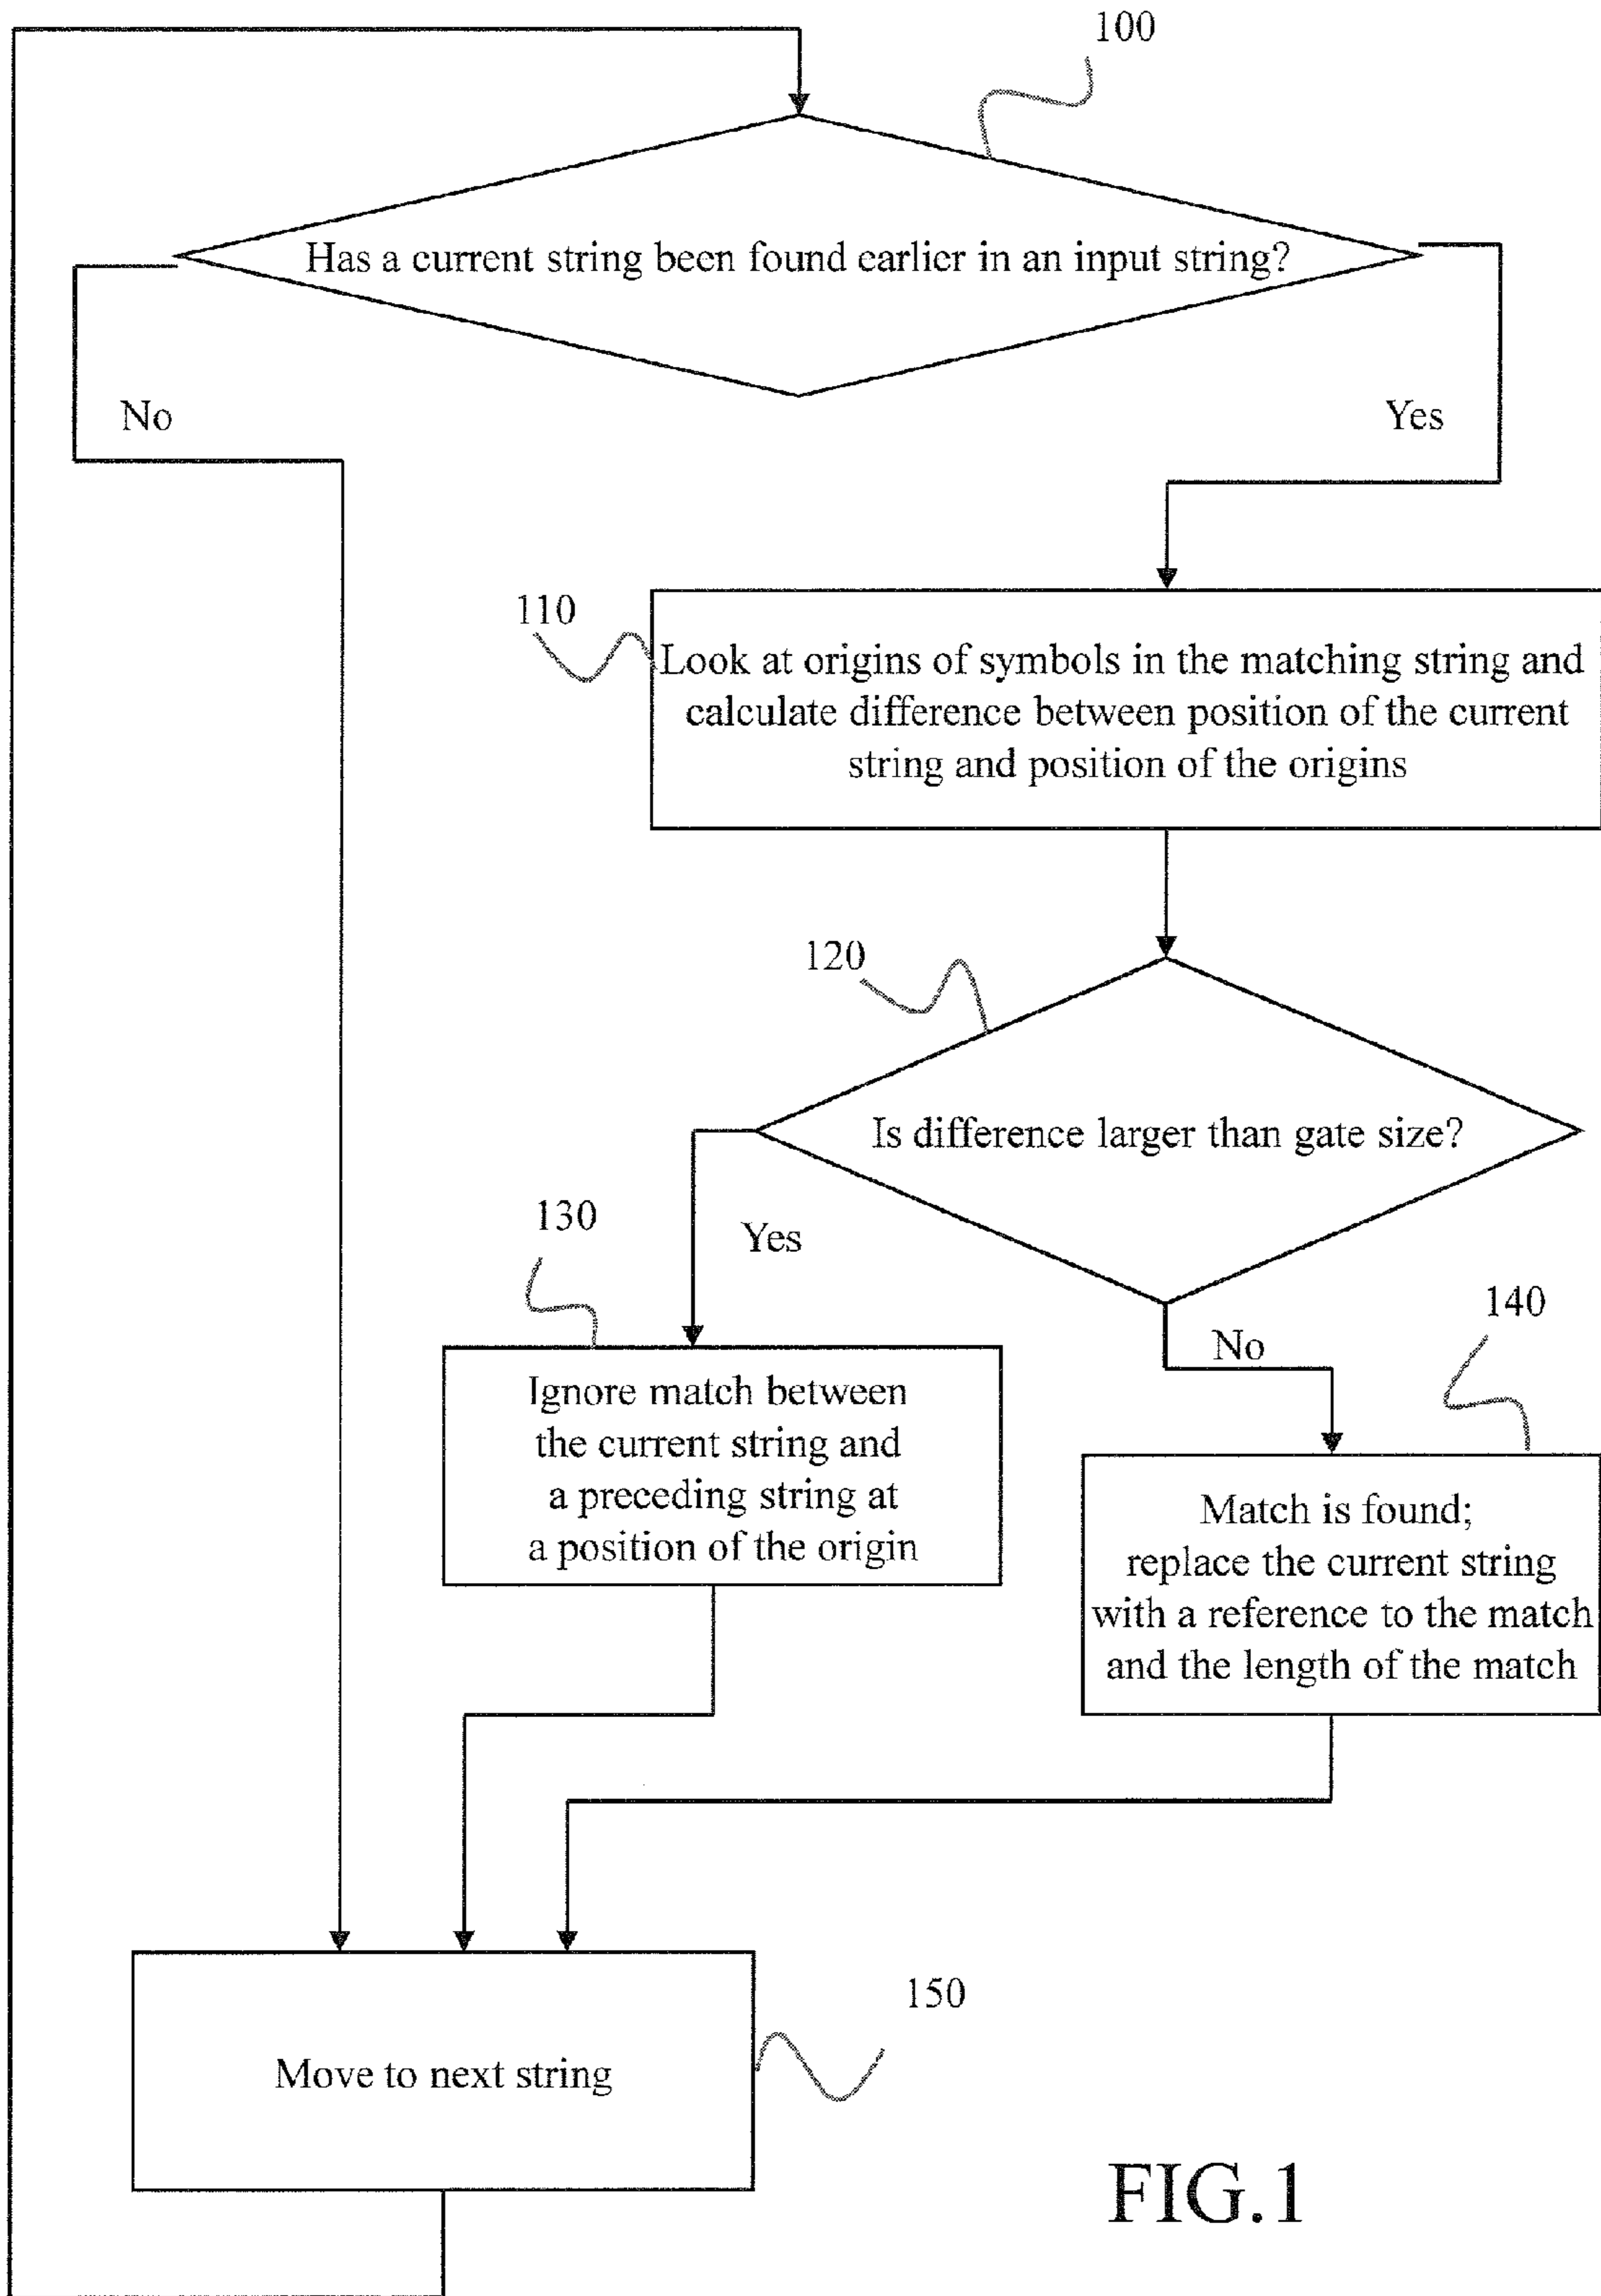 100
Has a current string been found earlier in an input string?
No
Yes
110
Look at origins of symbols in the matching string and
calculate difference between position of the current
string and position of the origins
120
Is difference larger than gate size?
130
Yes
140
No
Ignore match between
the current string and
a preceding string at
a position of the origin
Match is found;
replace the current string
with a reference to the match
and the length of the match
150
Move to next string
FIG.1